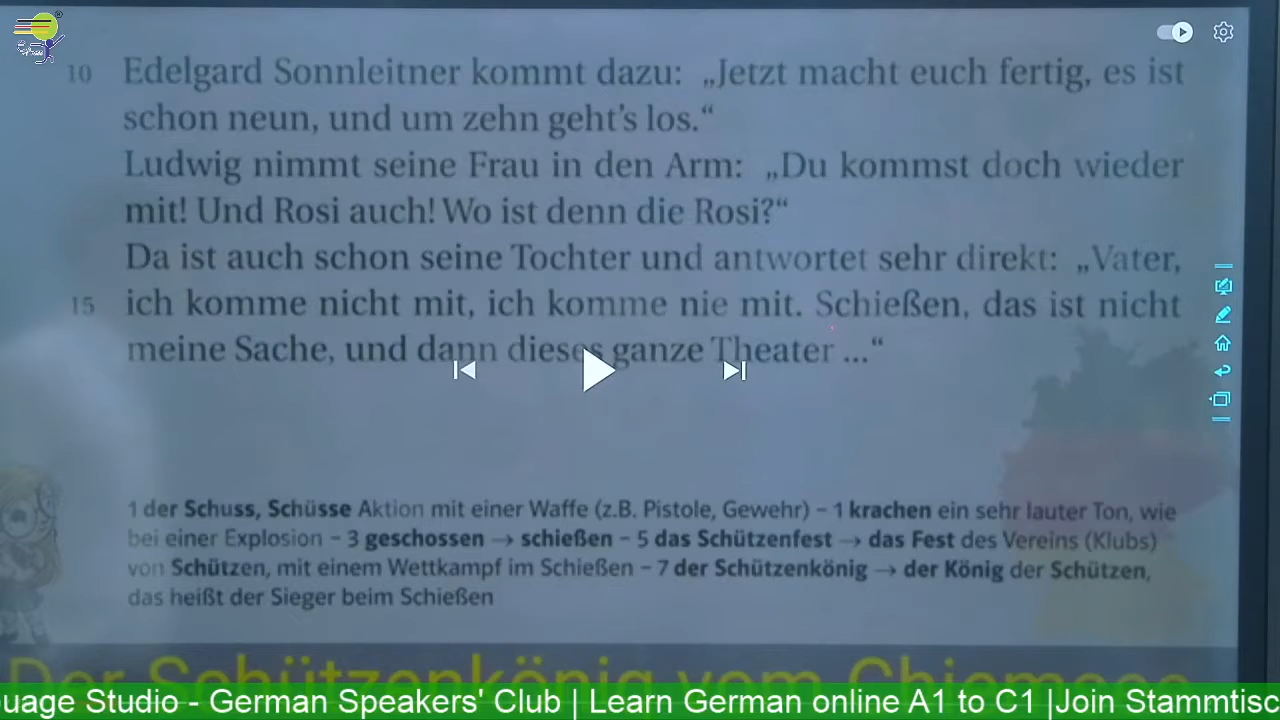 10 Edelgard Sonnleitner kommt dazu: „Jetzt macht euch fertig, es ist
schon neun, und um zehn geht's los.“
Ludwig nimmt seine Frau in den Arm: „Du kommst doch wieder
mit! Und Rosi auch! Wo ist denn die Rosi?“
Da ist auch schon seine Tochter und antwortet sehr direkt: „Vater,
15 ich komme nicht mit, ich komme nie mit. Schießen, das ist nicht
meine Sache, und dann dieses ganze Theater ...“
1 der Schuss, Schüsse Aktion mit einer Waffe (z.B. Pistole, Gewehr) – 1 krachen ein sehr lauter Ton, wie
bei einer Explosion – 3 geschossen → schießen – 5 das Schützenfest → das Fest des Vereins (Klubs)
von Schützen, mit einem Wettkampf im Schießen – 7 der Schützenkönig → der König der Schützen,
das heißt der Sieger beim Schießen
Der Schützenkönig vom Chiemsee
uage Studio - German Speakers' Club | Learn German online A1 to C1 |Join Stammtisc